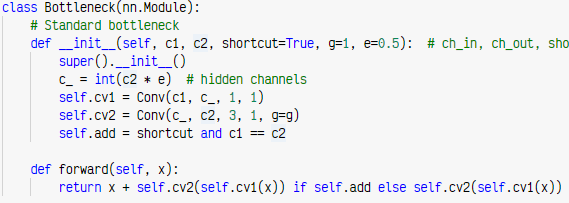 class Bottleneck(nn.Module):
    # Standard bottleneck
    def __init__(self, c1, c2, shortcut=True, g=1, e=0.5):  # ch_in, ch_out, sho
        super().__init__()
        c_ = int(c2 * e)  # hidden channels
        self.cv1 = Conv(c1, c_, 1, 1)
        self.cv2 = Conv(c_, c2, 3, 1, g=g)
        self.add = shortcut and c1 == c2
    def forward(self, x):
        return x + self.cv2(self.cv1(x)) if self.add else self.cv2(self.cv1(x))